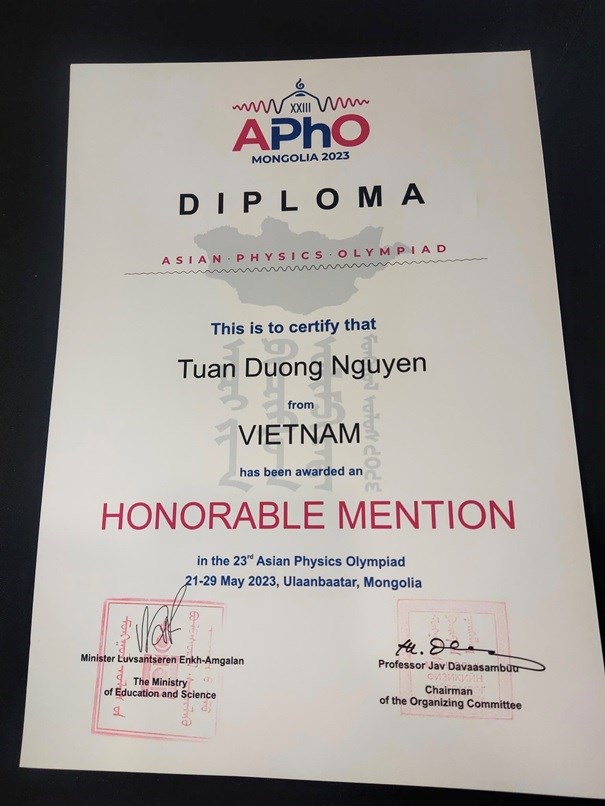 XXIII
APhO
MONGOLIA 2023
DIPLOMA
ASIAN · PHYSICS · OLYMPIAD
This is to certify that
Tuan Duong Nguyen
from
VIETNAM
has been awarded an
HONORABLE MENTION
in the 23rd Asian Physics Olympiad
21-29 May 2023, Ulaanbaatar, Mongolia
Minister Luvsantseren Enkh-Amgalan
The Ministry
of Education and Science
Professor Jav Davaasambuu
Chairman
of the Organizing Committee